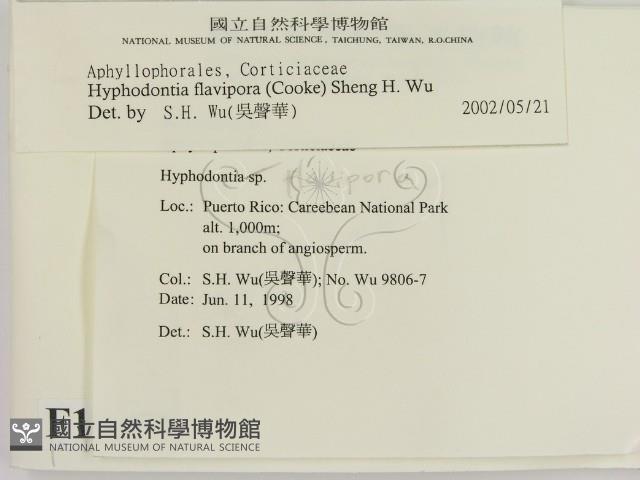 國立自然科學博物館
NATIONAL MUSEUM OF NATURAL SCIENCE, TAICHUNG, TAIWAN, R.O.CHINA
Aphyllophorales, Corticiaceae
Hyphodontia flavipora (Cooke) Sheng H. Wu
Det. by S.H. Wu(吳聲華) 2002/05/21
Hyphodontia sp. flavipora
Loc.: Puerto Rico: Careebean National Park
alt. 1,000m;
on branch of angiosperm.
Col.: S.H. Wu(吳聲華); No. Wu 9806-7
Date: Jun. 11, 1998
Det.: S.H. Wu(吳聲華)
F1
國立自然科學博物館
NATIONAL MUSEUM OF NATURAL SCIENCE